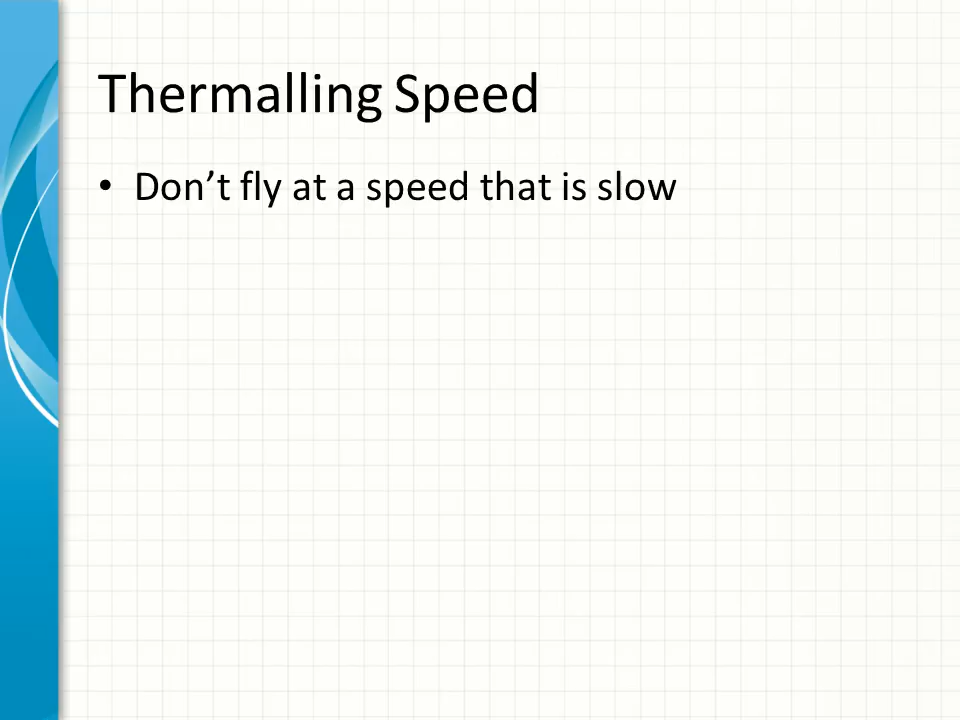 Thermalling Speed
• Don’t fly at a speed that is slow